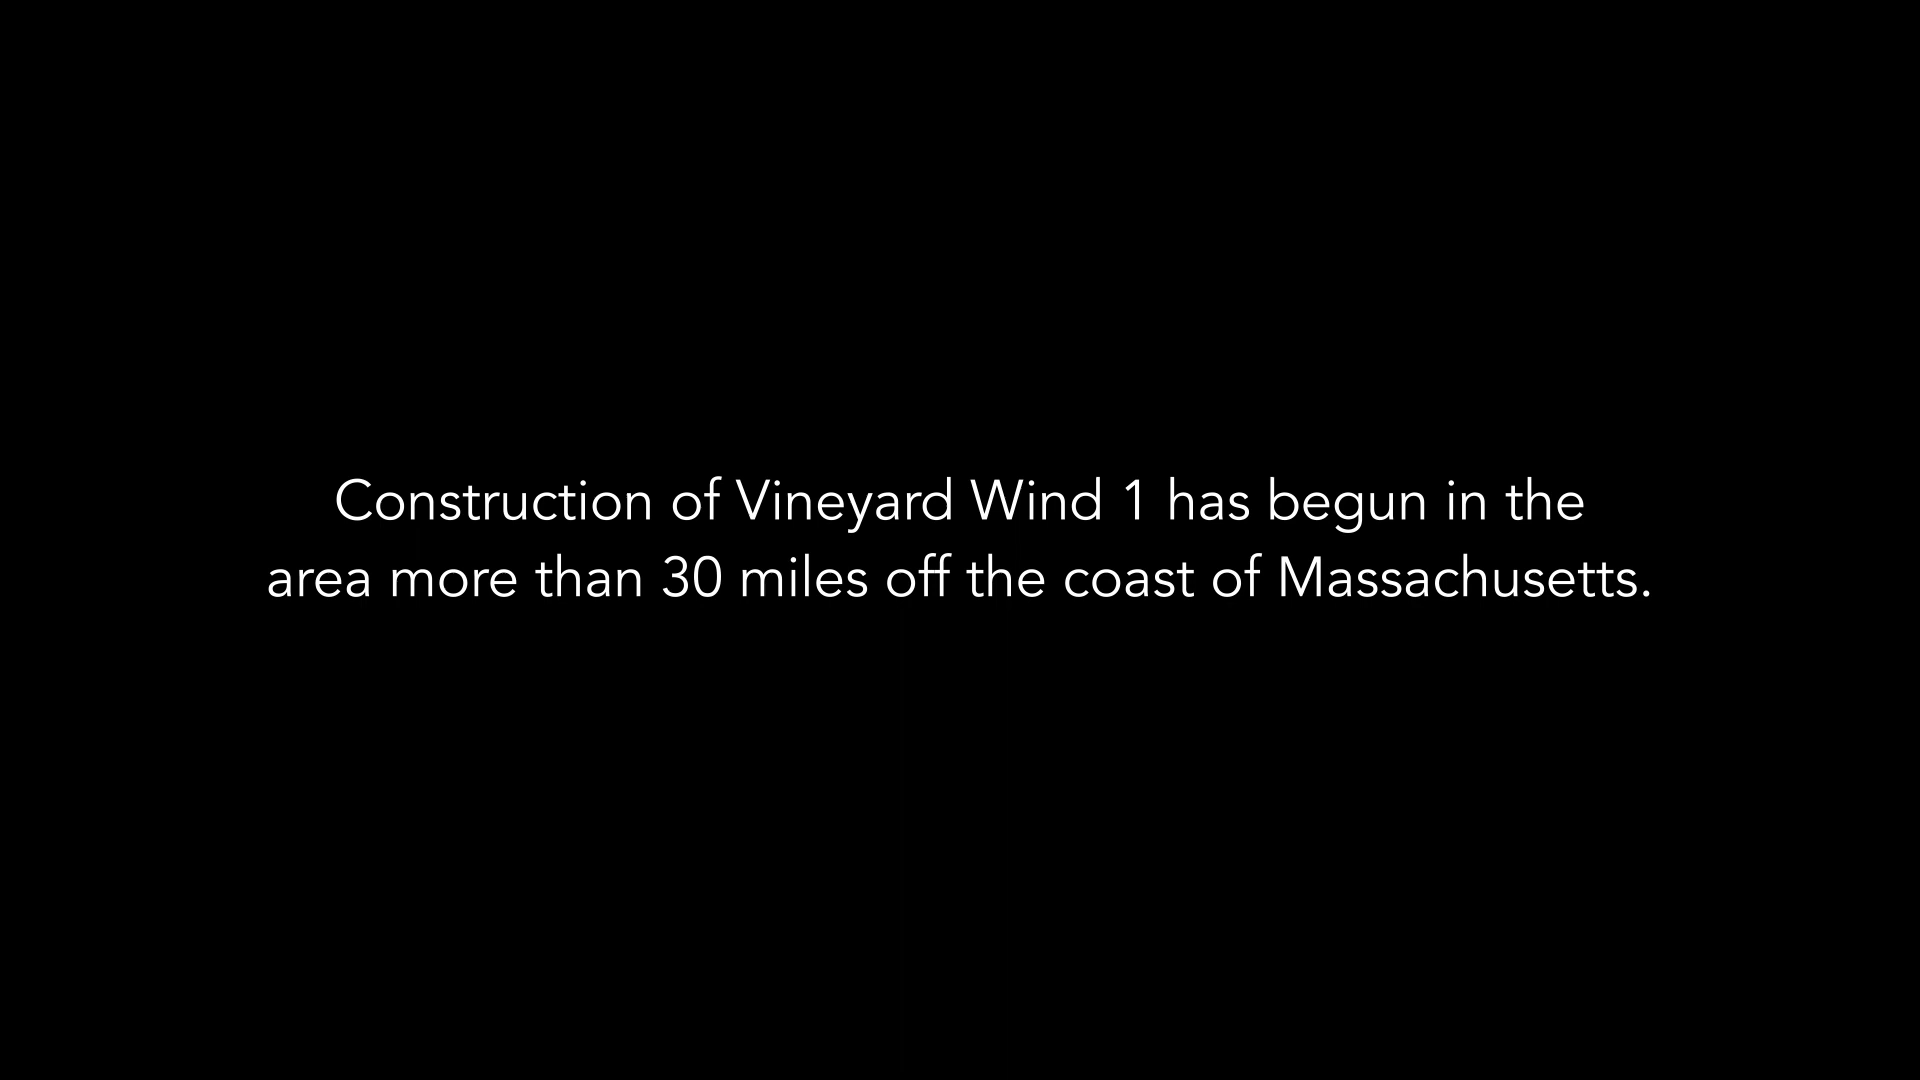 Construction of Vineyard Wind 1 has begun in the
area more than 30 miles off the coast of Massachusetts.